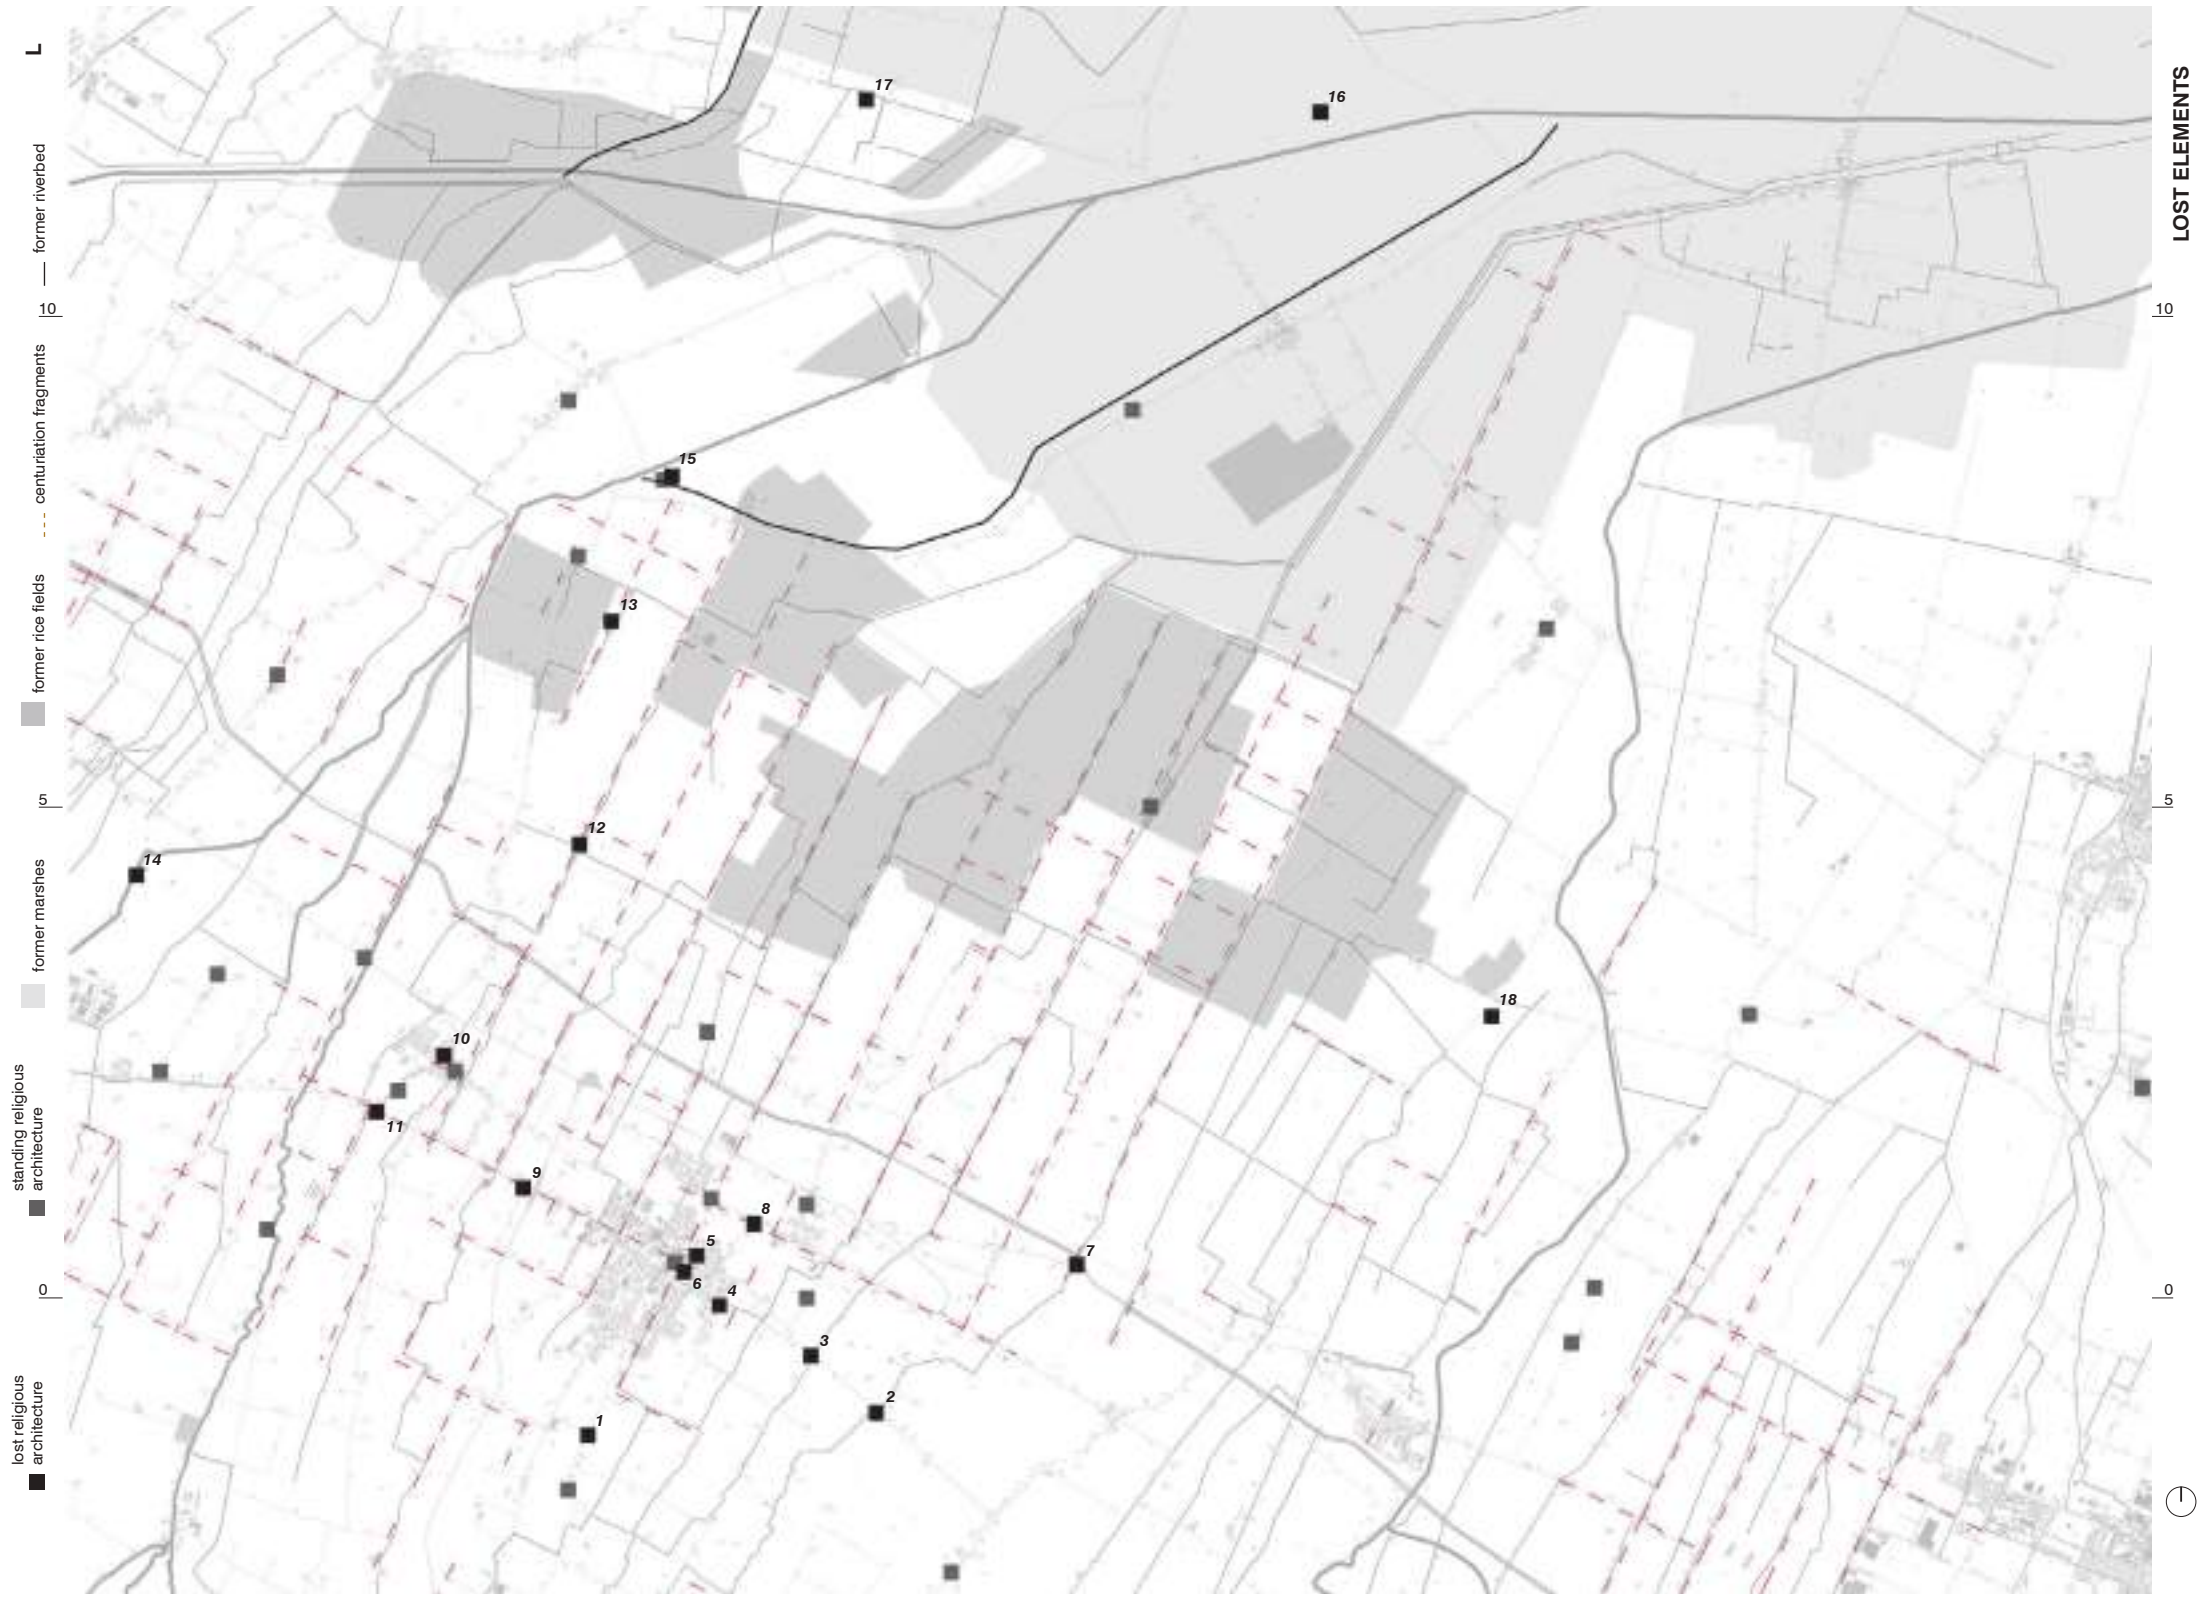 L
LOST ELEMENTS
former riverbed
centuriation fragments
former rice fields
former marshes
standing religious
architecture
lost religious
architecture
10
5
0
10
5
0
17
16
15
13
12
14
18
10
11
9
8
5
6
4
7
3
2
1